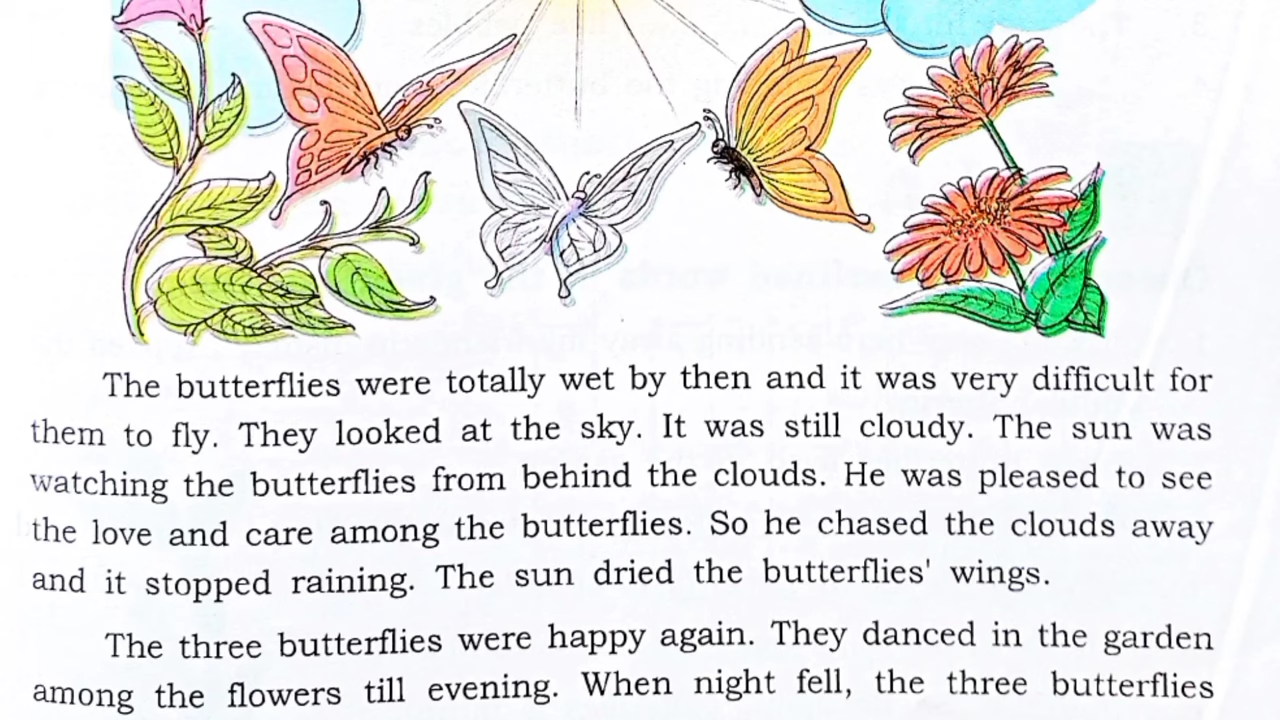 The butterflies were totally wet by then and it was very difficult for
them to fly. They looked at the sky. It was still cloudy. The sun was
watching the butterflies from behind the clouds. He was pleased to see
the love and care among the butterflies. So he chased the clouds away
and it stopped raining. The sun dried the butterflies' wings.
The three butterflies were happy again. They danced in the garden
among the flowers till evening. When night fell, the three butterflies